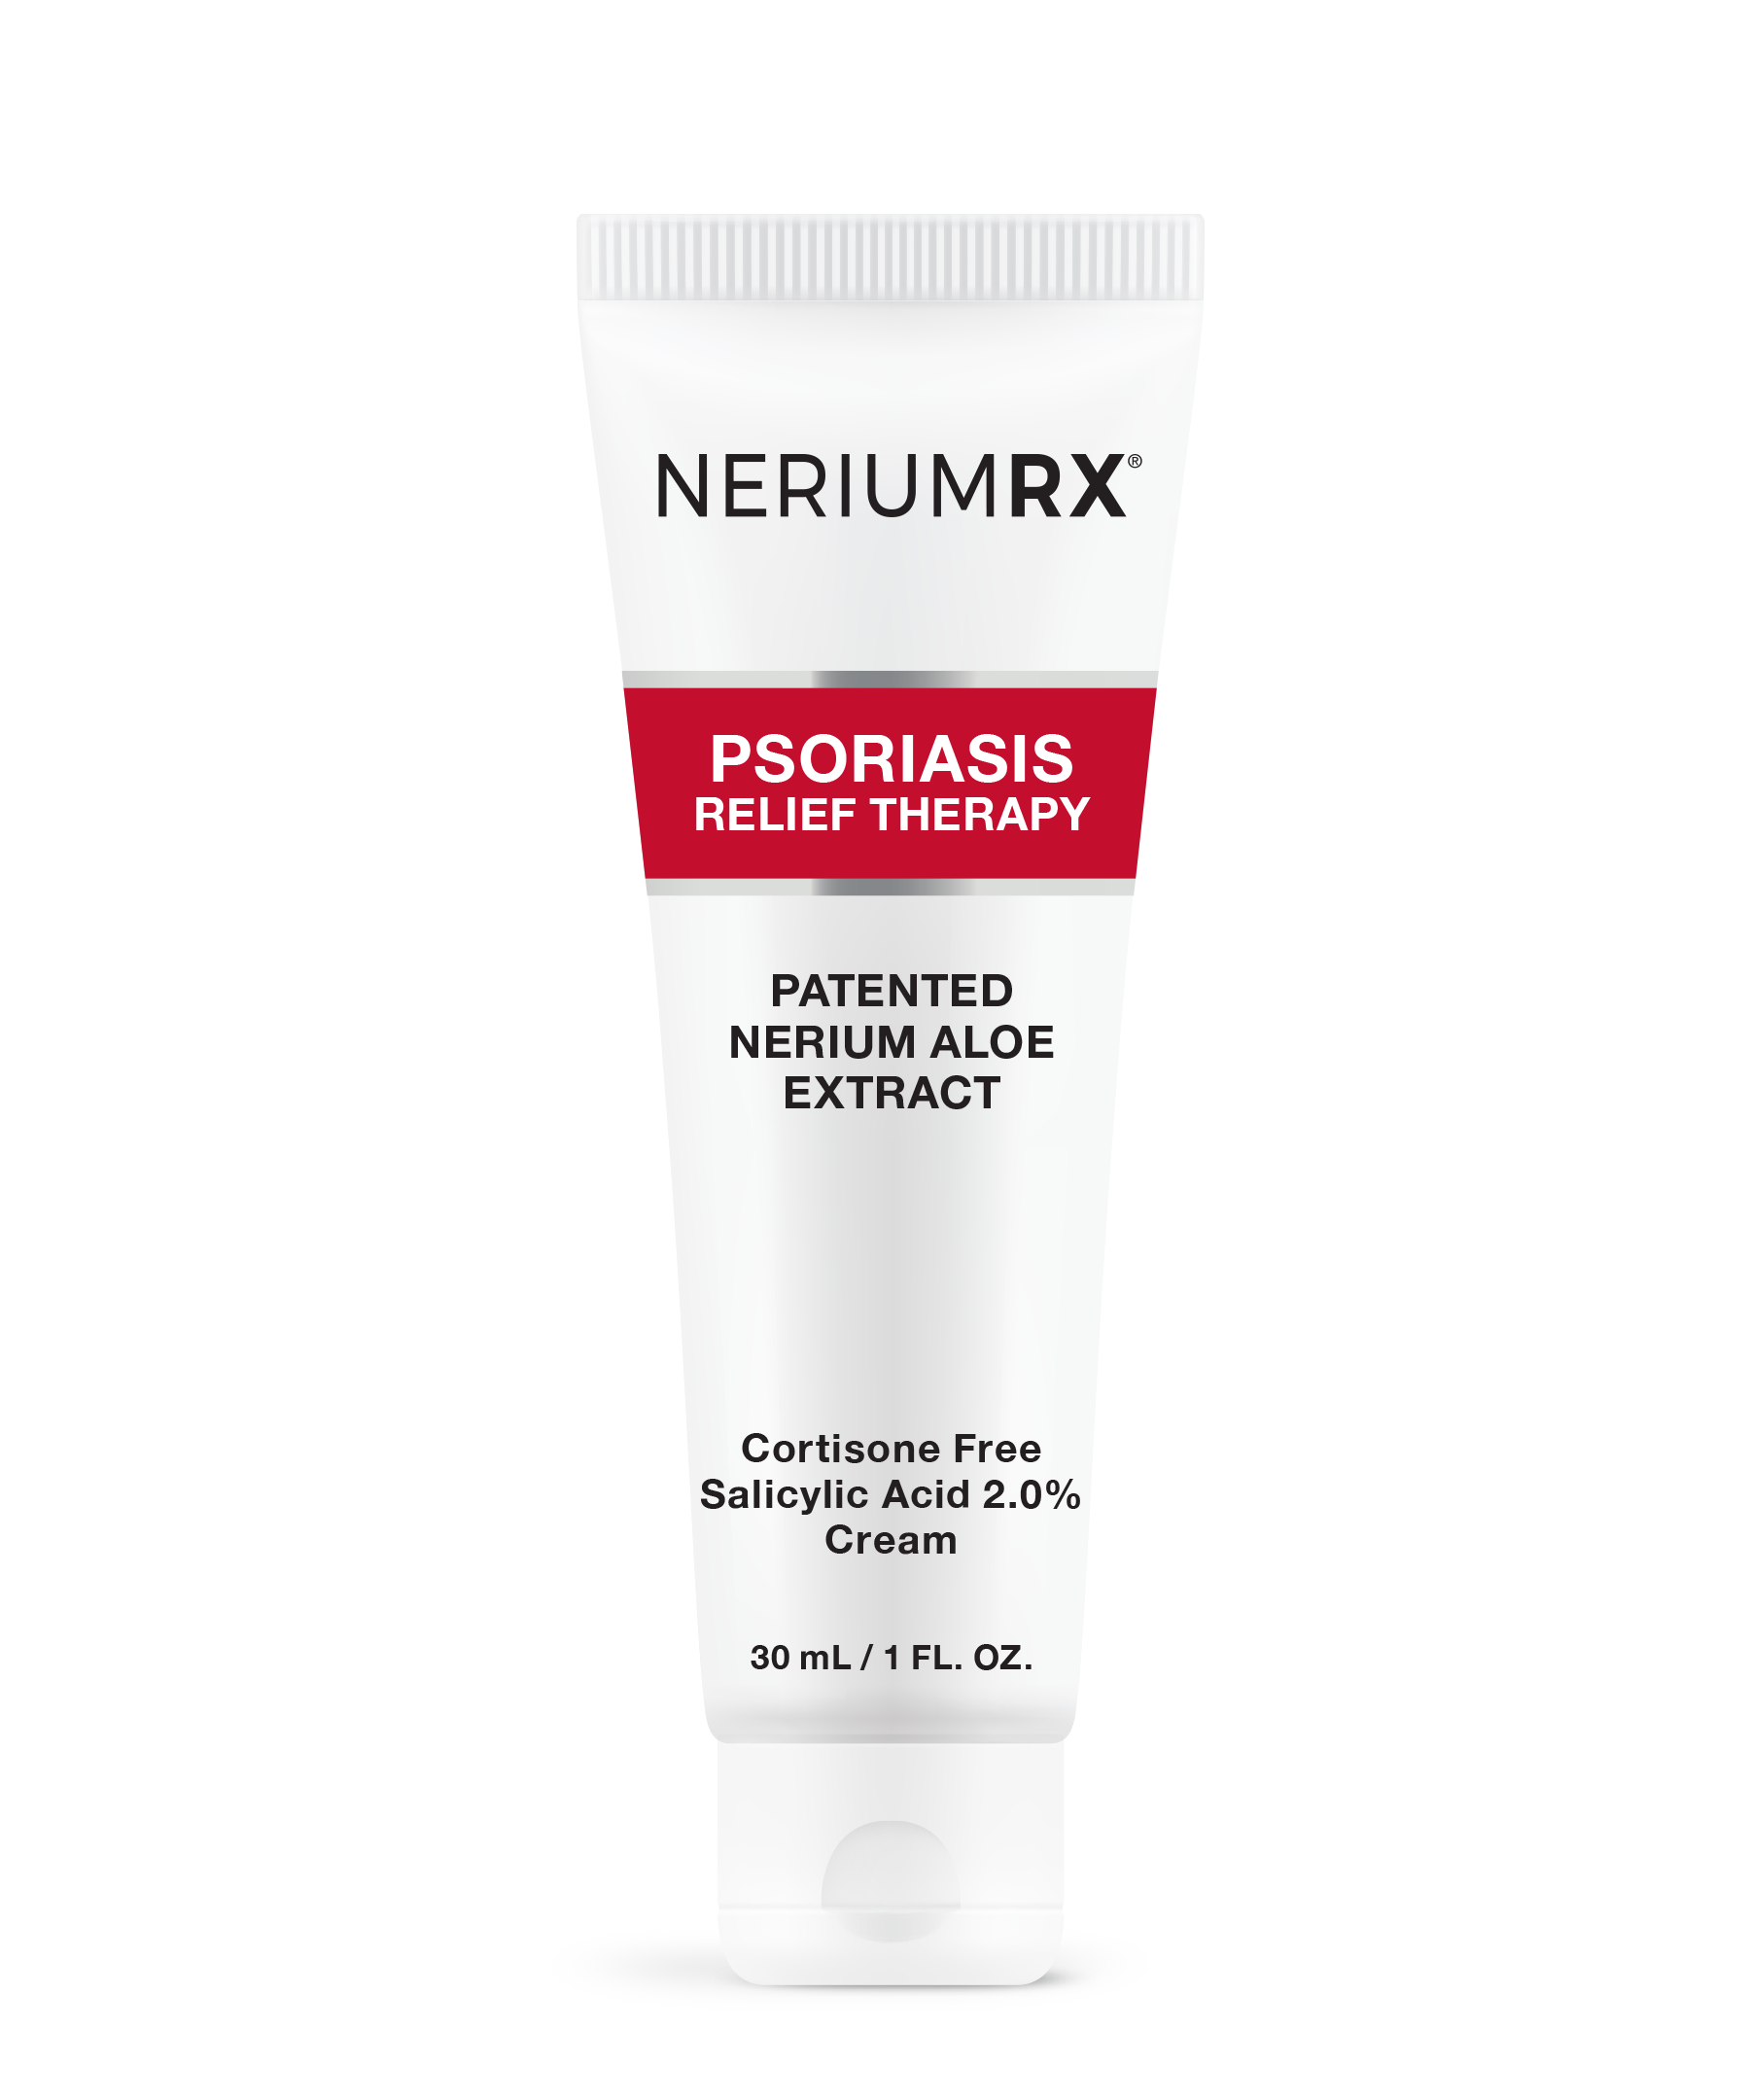 NERIUMRX®
PSORIASIS
RELIEF THERAPY
PATENTED
NERIUM ALOE
EXTRACT
Cortisone Free
Salicylic Acid 2.0%
Cream
30 mL / 1 FL. OZ.